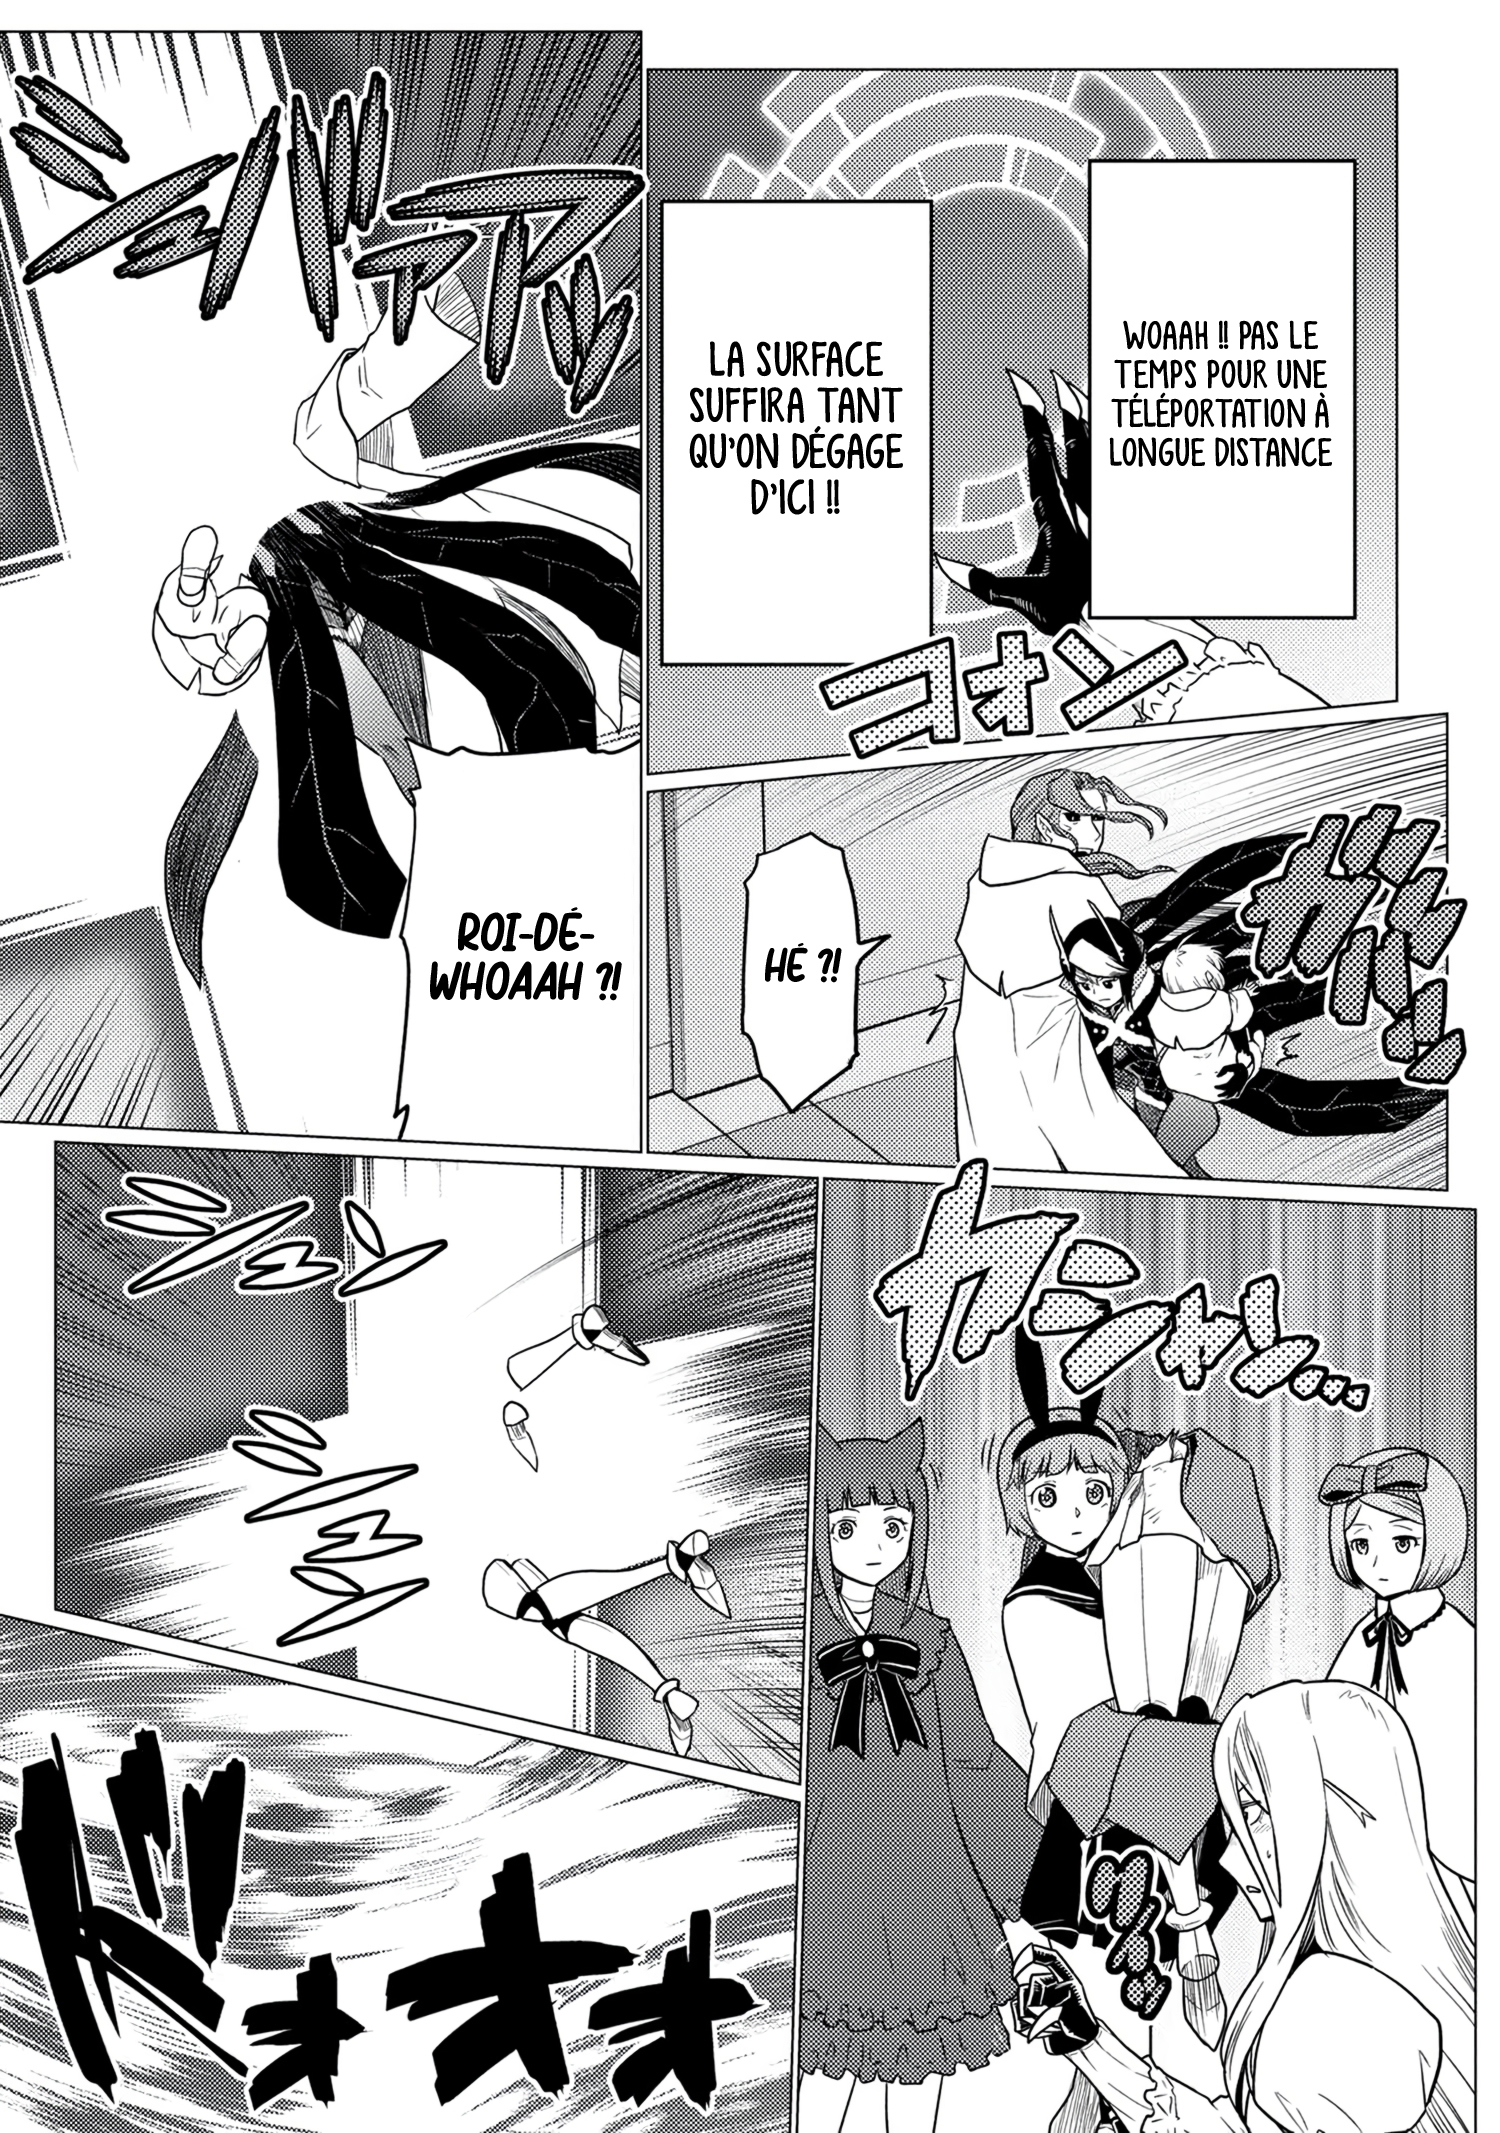 WOAAH !! PAS LE
TEMPS POUR UNE
TÉLÉPORTATION À
LONGUE DISTANCE
LA SURFACE
SUFFIRA TANT
QU'ON DÉGAGE
D'ICI !!
コォン
ガバッ
HÉ ?!
ジバァァアッ
ROI-DÉ-
WHOAAH ?!
カシャン…
シュン
シュン
ドォオオ